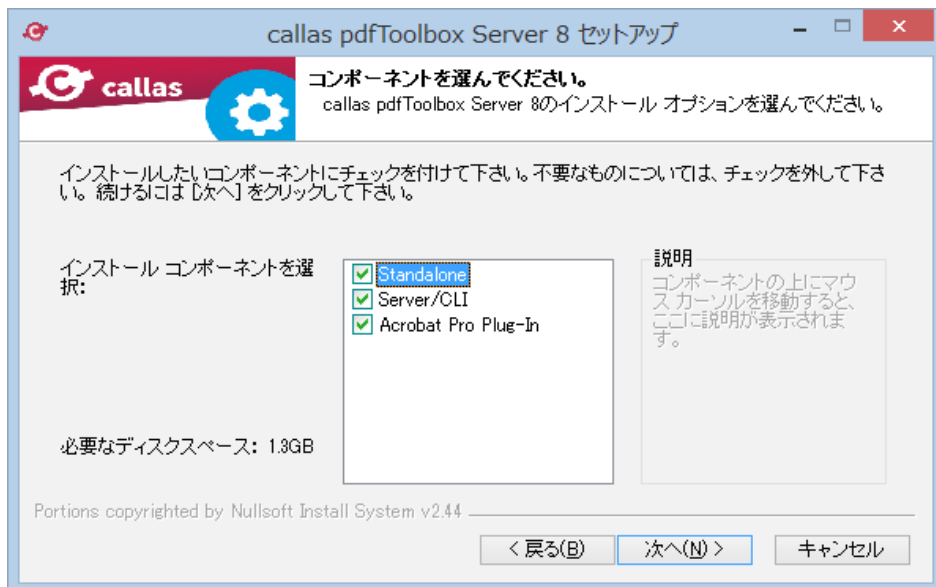 callas pdfToolbox Server 8 セットアップ
callas
コンポーネントを選んでください。
callas pdfToolbox Server 8のインストール オプションを選んでください。
インストールしたいコンポーネントにチェックを付けて下さい。不要なものについては、チェックを外して下さ
い。続けるには [次へ] をクリックして下さい。
インストール コンポーネントを選
択:
Standalone
Server/CLI
Acrobat Pro Plug-In
説明
コンポーネントの上にマウ
ス カーソルを移動すると、
ここに説明が表示されま
す。
必要なディスクスペース: 1.3GB
Portions copyrighted by Nullsoft Install System v2.44
< 戻る(B)
次へ(N) >
キャンセル